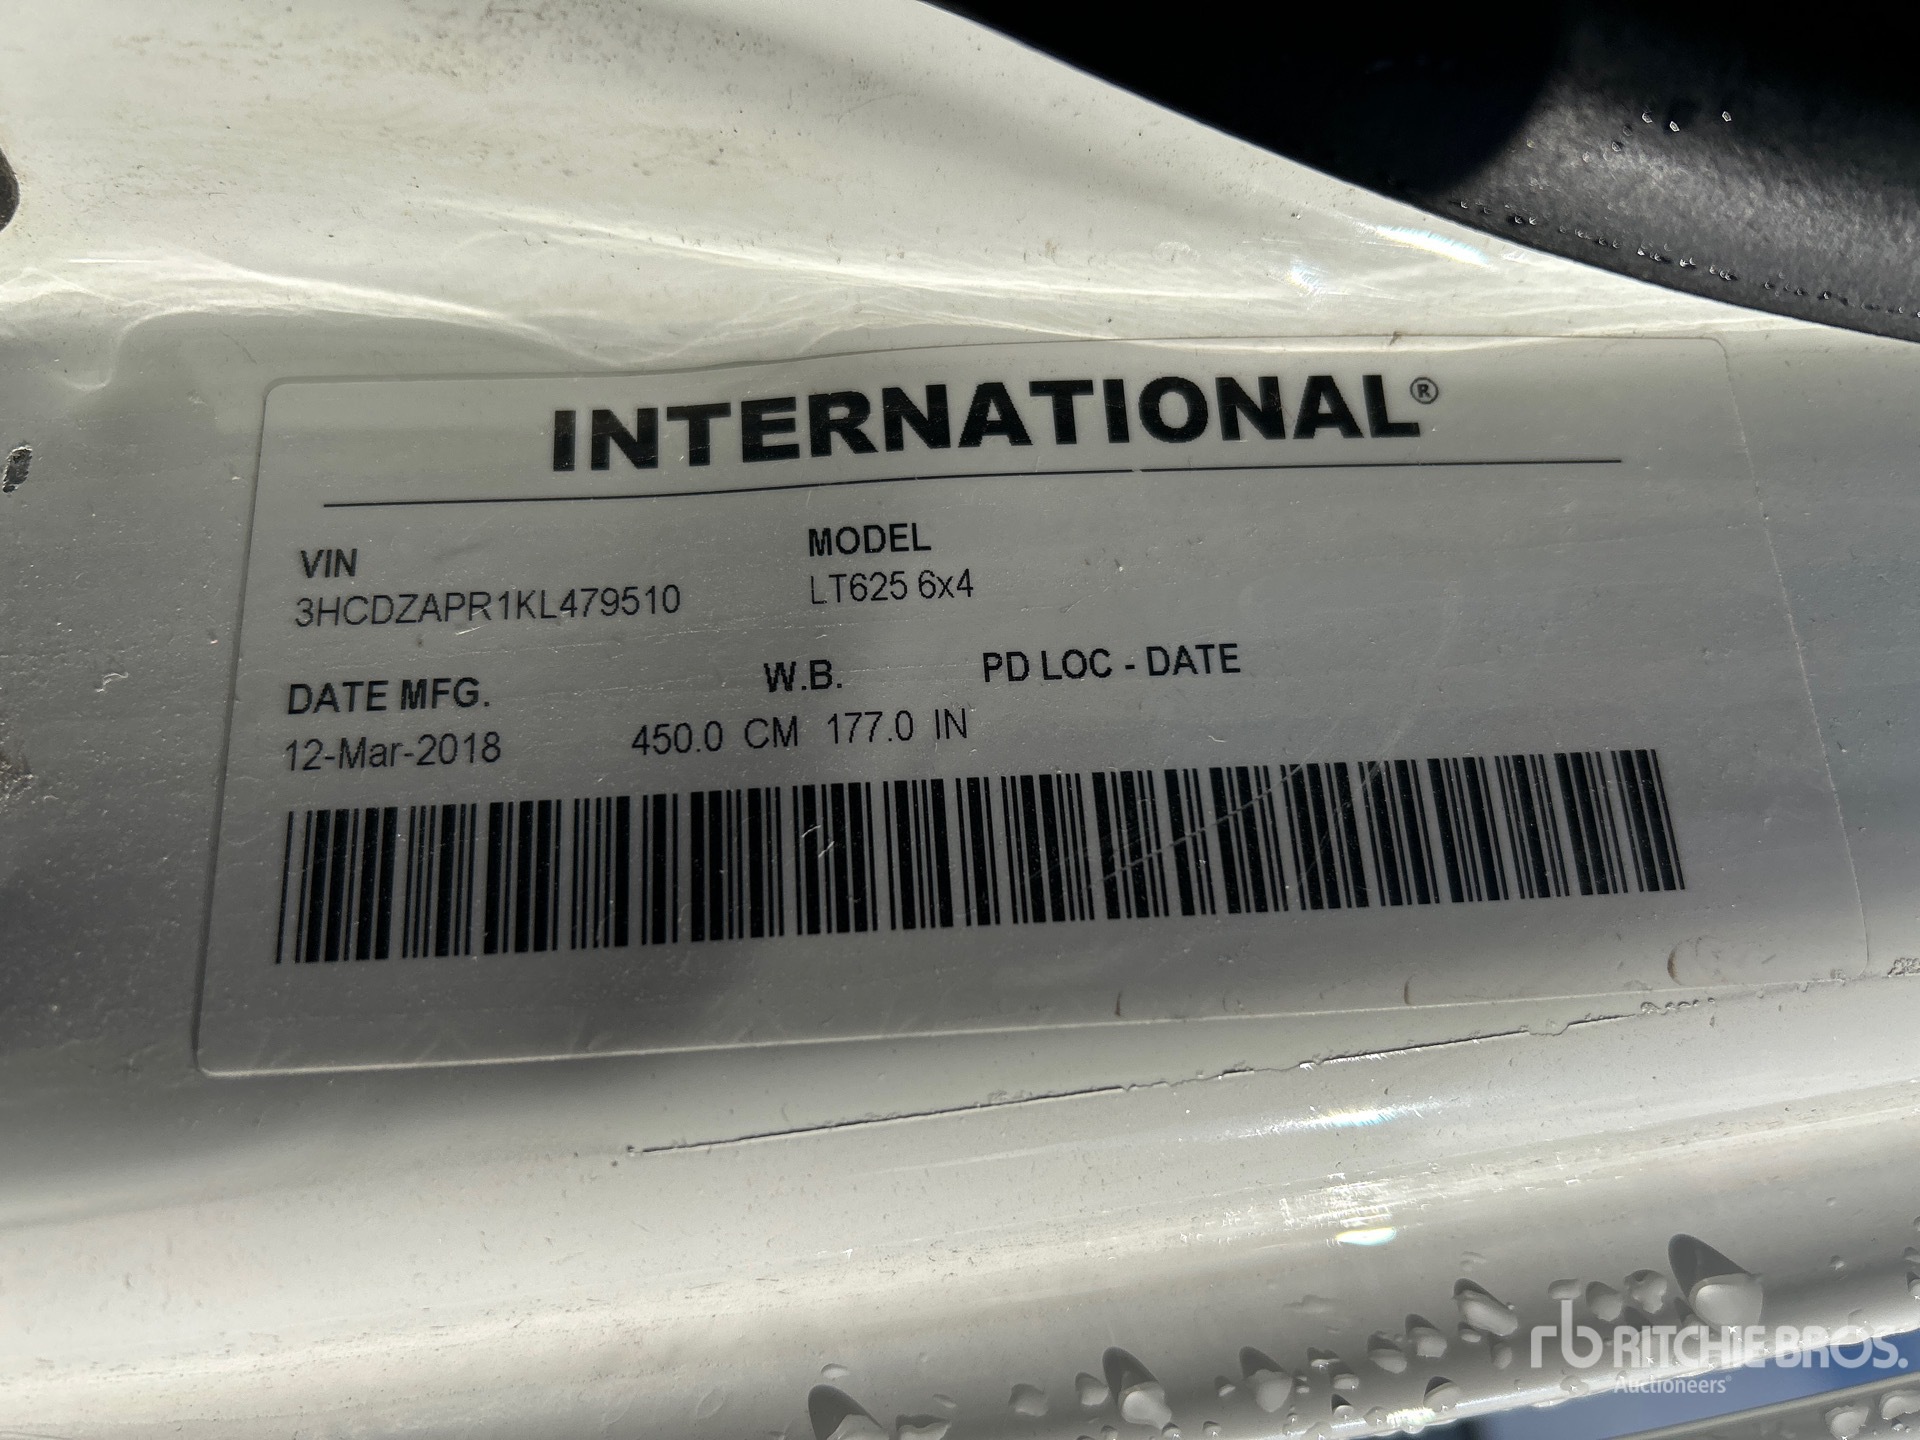 INTERNATIONAL®
VIN
MODEL
3HCDZAPR1KL479510
LT625 6x4
DATE MFG.
W.B.
PD LOC - DATE
12-Mar-2018
450.0 CM 177.0 IN
rb RITCHIE BROS.
Auctioneers